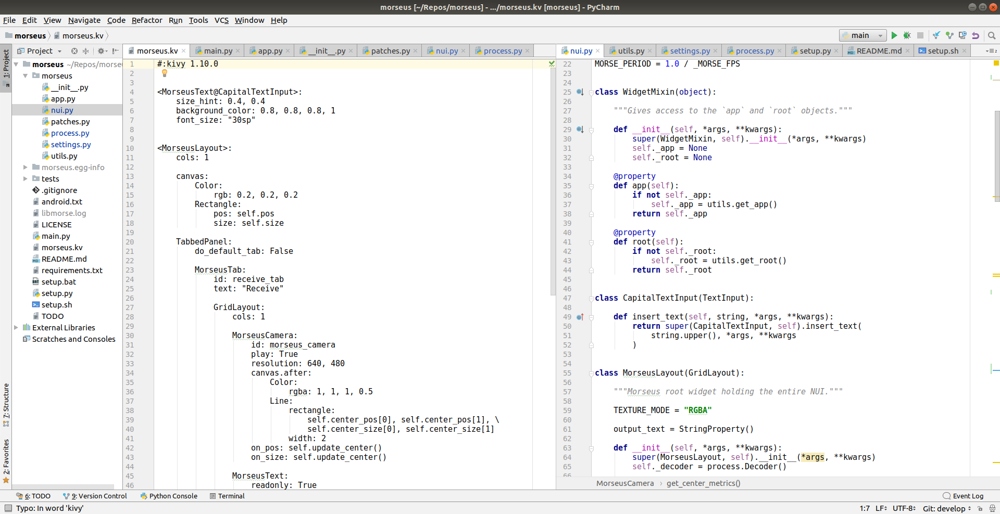 morseus [~/Repos/morseus] - .../morseus.kv [morseus] - PyCharm
File Edit View Navigate Code Refactor Run Tools VCS Window Help
morseus morseus.kv main
1: Project
7: Structure
2: Favorites
Project
morseus ~/Repos/morse
morseus
__init__.py
app.py
nui.py
patches.py
process.py
settings.py
utils.py
morseus.egg-info
tests
.gitignore
android.txt
libmorse.log
LICENSE
main.py
morseus.kv
README.md
requirements.txt
setup.bat
setup.py
setup.sh
TODO
External Libraries
Scratches and Consoles
morseus.kv main.py app.py __init__.py patches.py nui.py process.py
1 #:kivy 1.10.0
2
3
4 <MorseusText@CapitalTextInput>:
5 size_hint: 0.4, 0.4
6 background_color: 0.8, 0.8, 0.8, 1
7 font_size: "30sp"
8
9
10 <MorseusLayout>:
11 cols: 1
12
13 canvas:
14 Color:
15 rgb: 0.2, 0.2, 0.2
16 Rectangle:
17 pos: self.pos
18 size: self.size
19
20 TabbedPanel:
21 do_default_tab: False
22
23 MorseusTab:
24 id: receive_tab
25 text: "Receive"
26
27 GridLayout:
28 cols: 1
29
30 MorseusCamera:
31 id: morseus_camera
32 play: True
33 resolution: 640, 480
34 canvas.after:
35 Color:
36 rgba: 1, 1, 1, 0.5
37 Line:
38 rectangle:
39 self.center_pos[0], self.center_pos[1], \
40 self.center_size[0], self.center_size[1]
41 width: 2
42 on_pos: self.update_center()
43 on_size: self.update_center()
44
45 MorseusText:
46 readonly: True
nui.py utils.py settings.py process.py setup.py README.md setup.sh
22 MORSE_PERIOD = 1.0 / _MORSE_FPS
23
24
25 class WidgetMixin(object):
26
27 """Gives access to the `app` and `root` objects."""
28
29 def __init__(self, *args, **kwargs):
30 super(WidgetMixin, self).__init__(*args, **kwargs)
31 self._app = None
32 self._root = None
33
34 @property
35 def app(self):
36 if not self._app:
37 self._app = utils.get_app()
38 return self._app
39
40 @property
41 def root(self):
42 if not self._root:
43 self._root = utils.get_root()
44 return self._root
45
46
47 class CapitalTextInput(TextInput):
48
49 def insert_text(self, string, *args, **kwargs):
50 return super(CapitalTextInput, self).insert_text(
51 string.upper(), *args, **kwargs
52 )
53
54
55 class MorseusLayout(GridLayout):
56
57 """Morseus root widget holding the entire NUI."""
58
59 TEXTURE_MODE = "RGBA"
60
61 output_text = StringProperty()
62
63 def __init__(self, *args, **kwargs):
64 super(MorseusLayout, self).__init__(*args, **kwargs)
65 self._decoder = process.Decoder()
66
MorseusCamera › get_center_metrics()
6: TODO 9: Version Control Python Console Terminal Event Log
Typo: In word 'kivy' 1:7 LF UTF-8 Git: develop